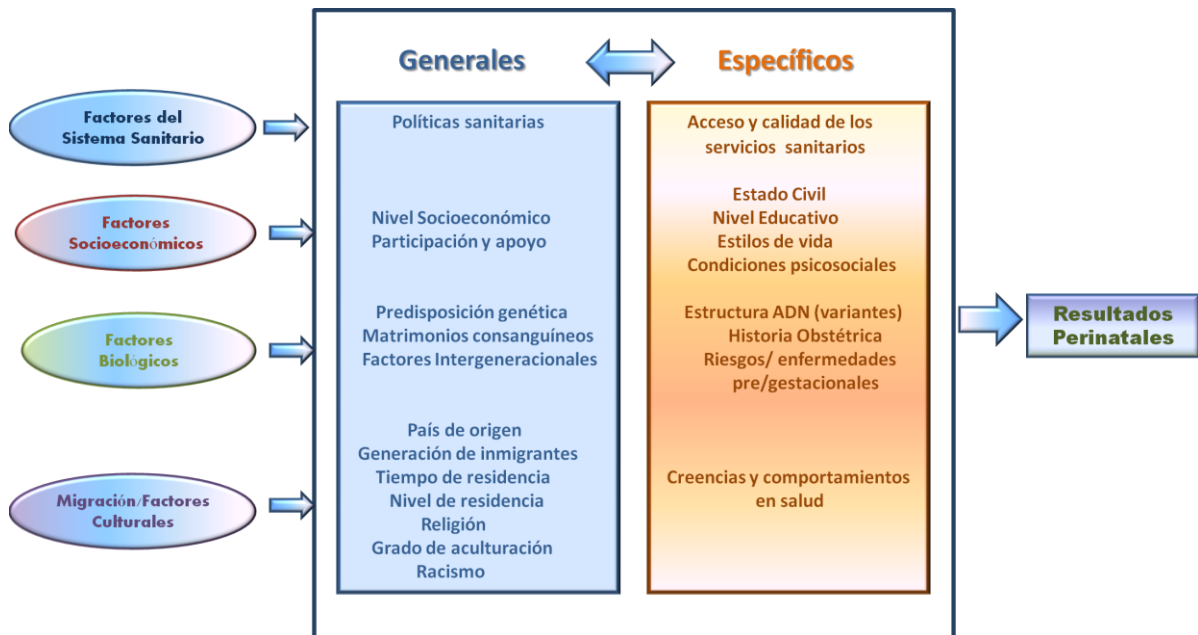 Generales
Específicos
Factores del
Sistema Sanitario
Políticas sanitarias
Acceso y calidad de los
servicios sanitarios
Factores
Socioeconómicos
Nivel Socioeconómico
Participación y apoyo
Estado Civil
Nivel Educativo
Estilos de vida
Condiciones psicosociales
Factores
Biológicos
Predisposición genética
Matrimonios consanguíneos
Factores Intergeneracionales
Estructura ADN (variantes)
Historia Obstétrica
Riesgos/ enfermedades
pre/gestacionales
Migración/Factores
Culturales
País de origen
Generación de inmigrantes
Tiempo de residencia
Nivel de residencia
Religión
Grado de aculturación
Racismo
Creencias y comportamientos
en salud
Resultados
Perinatales